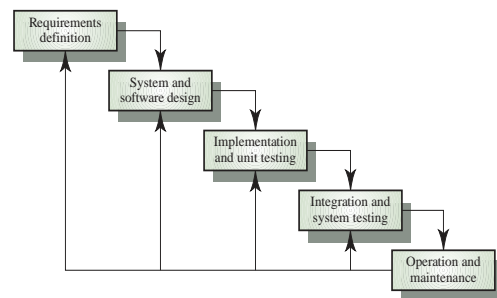 Requirements
definition
System and
software design
Implementation
and unit testing
Integration and
system testing
Operation and
maintenance